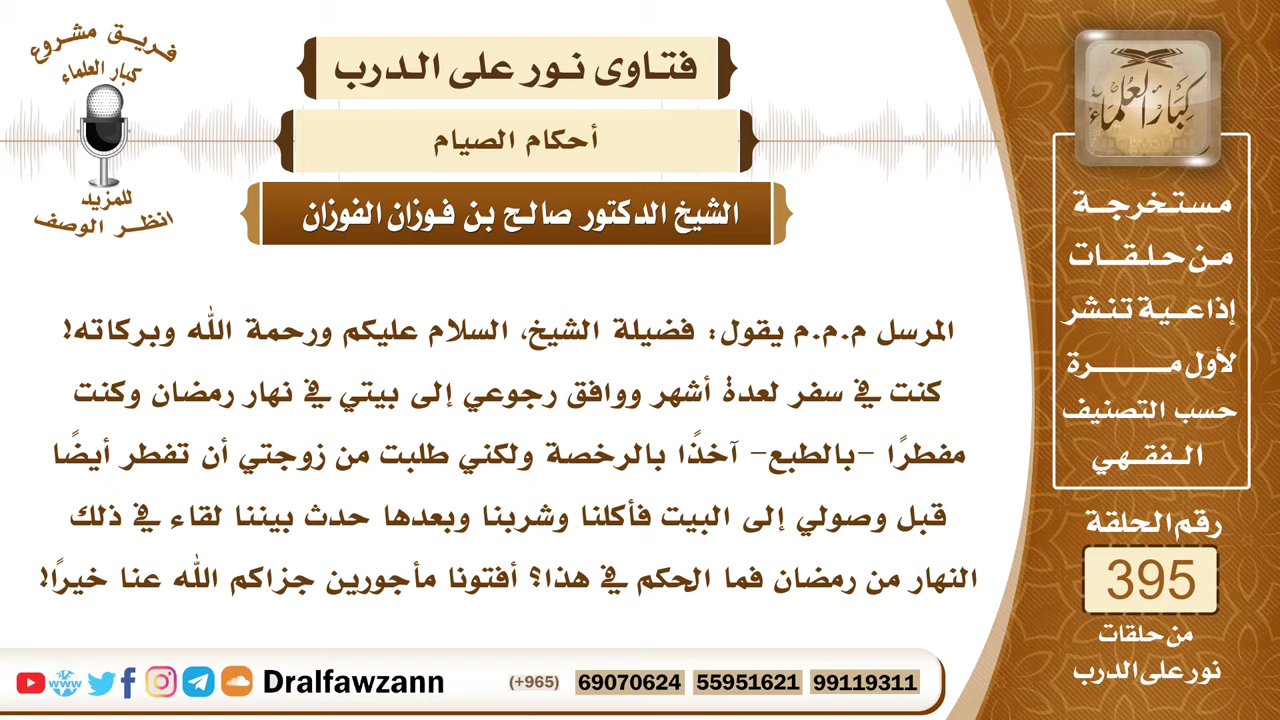 فريق مشروع
كبار العلماء
للمزيد
انظر الوصف
فتاوى نور على الدرب
أحكام الصيام
الشيخ الدكتور صالح بن فوزان الفوزان
المرسل م.م.م يقول: فضيلة الشيخ، السلام عليكم ورحمة الله وبركاته!
كنت في سفر لعدة أشهر ووافق رجوعي إلى بيتي في نهار رمضان وكنت
مفطرًا -بالطبع- آخذًا بالرخصة ولكني طلبت من زوجتي أن تفطر أيضًا
قبل وصولي إلى البيت فأكلنا وشربنا وبعدها حدث بيننا لقاء في ذلك
النهار من رمضان فما الحكم في هذا؟ أفتونا مأجورين جزاكم الله عنا خيرًا!
كبار العلماء
مستخرجة
من حلقات
إذاعية تنشر
لأول مرة
حسب التصنيف
الفقهي
رقم الحلقة
395
من حلقات
نور على الدرب
www
Dralfawzann
(+965) 69070624 55951621 99119311